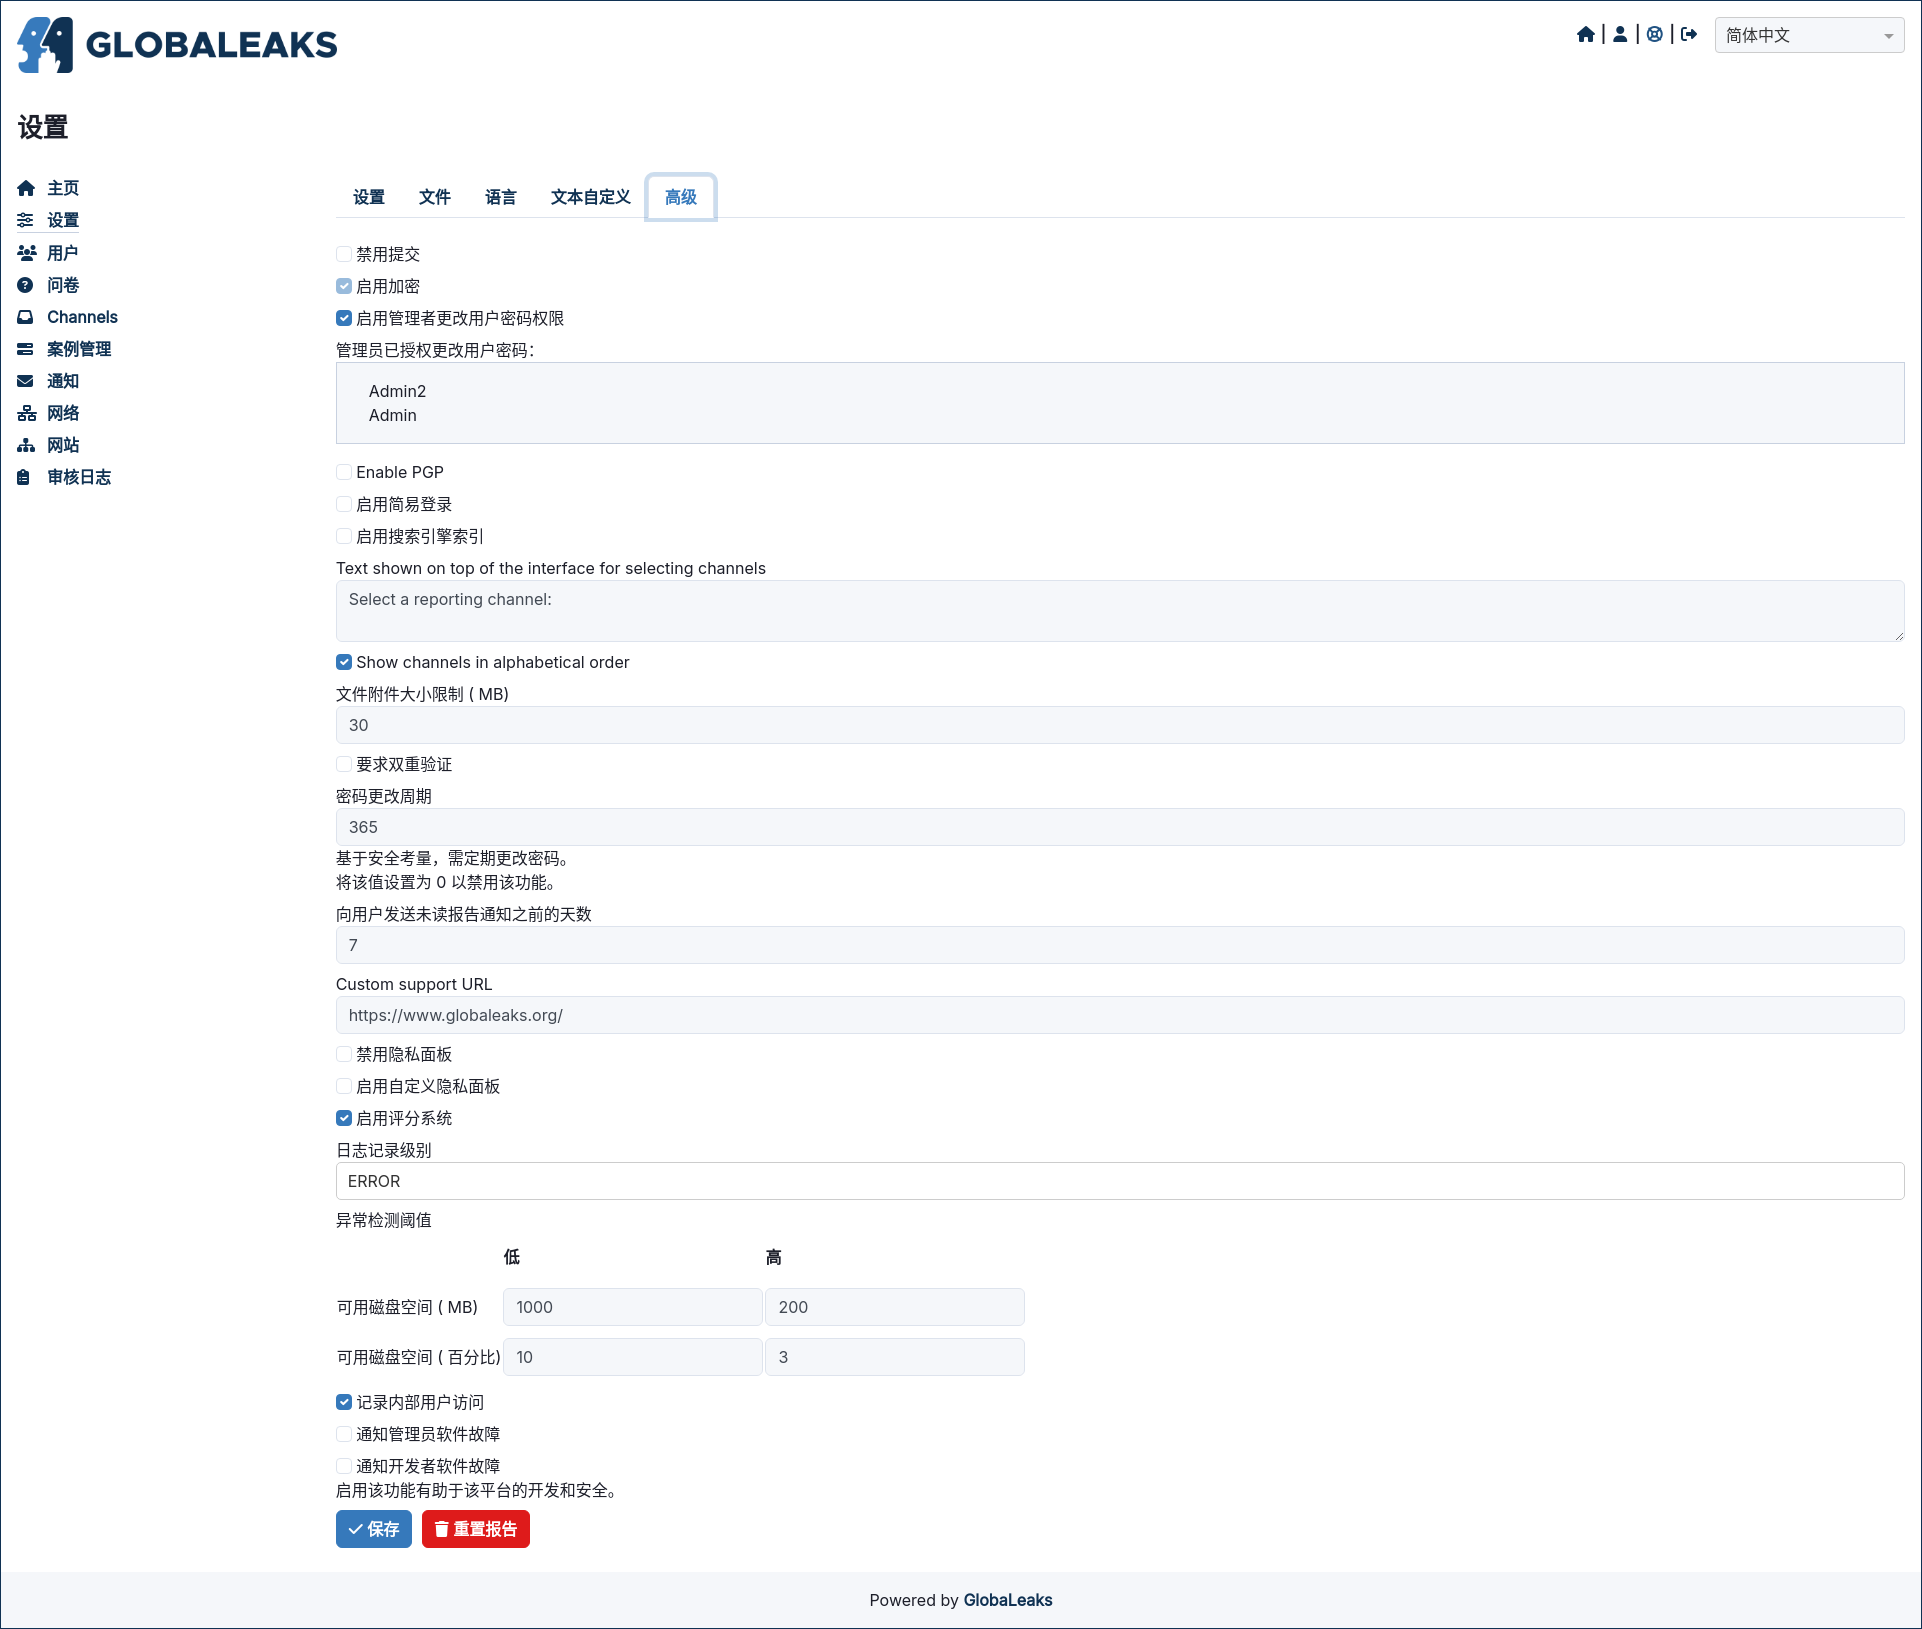 GLOBALEAKS
简体中文
设置
主页
设置
用户
问卷
Channels
案例管理
通知
网络
网站
审核日志
设置 文件 语言 文本自定义 高级
禁用提交
启用加密
启用管理者更改用户密码权限
管理员已授权更改用户密码：
Admin2
Admin
Enable PGP
启用简易登录
启用搜索引擎索引
Text shown on top of the interface for selecting channels
Select a reporting channel:
Show channels in alphabetical order
文件附件大小限制 ( MB)
30
要求双重验证
密码更改周期
365
基于安全考量，需定期更改密码。
将该值设置为 0 以禁用该功能。
向用户发送未读报告通知之前的天数
7
Custom support URL
https://www.globaleaks.org/
禁用隐私面板
启用自定义隐私面板
启用评分系统
日志记录级别
ERROR
异常检测阈值
低 高
可用磁盘空间 ( MB) 1000 200
可用磁盘空间 ( 百分比) 10 3
记录内部用户访问
通知管理员软件故障
通知开发者软件故障
启用该功能有助于该平台的开发和安全。
保存 重置报告
Powered by GlobaLeaks